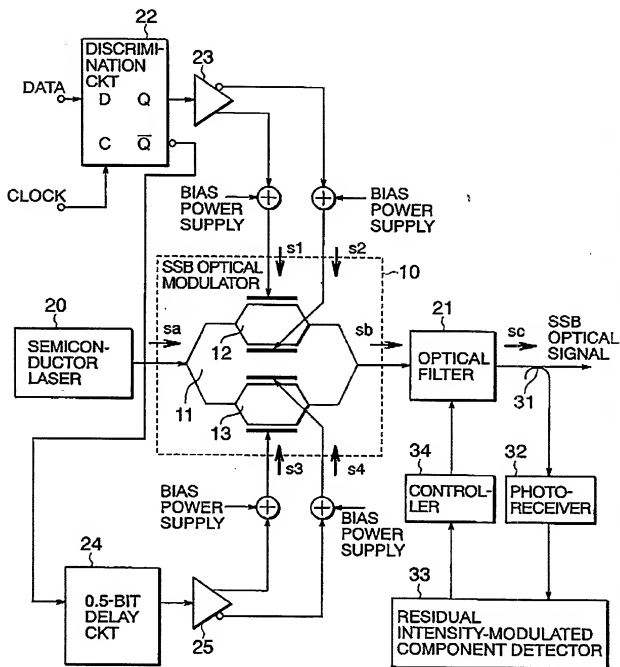 22
DISCRIMI-
NATION
CKT
23
DATA
D Q
C Q̅
CLOCK
BIAS
POWER
SUPPLY
BIAS
POWER
SUPPLY
s1
s2
10
SSB OPTICAL
MODULATOR
20
SEMICON-
DUCTOR
LASER
sa
12
11
13
sb
21
OPTICAL
FILTER
sc
SSB
OPTICAL
SIGNAL
31
s3
s4
34
CONTROL-
LER
32
PHOTO-
RECEIVER
BIAS
POWER
SUPPLY
BIAS
POWER
SUPPLY
24
0.5-BIT
DELAY
CKT
25
33
RESIDUAL
INTENSITY-MODULATED
COMPONENT DETECTOR